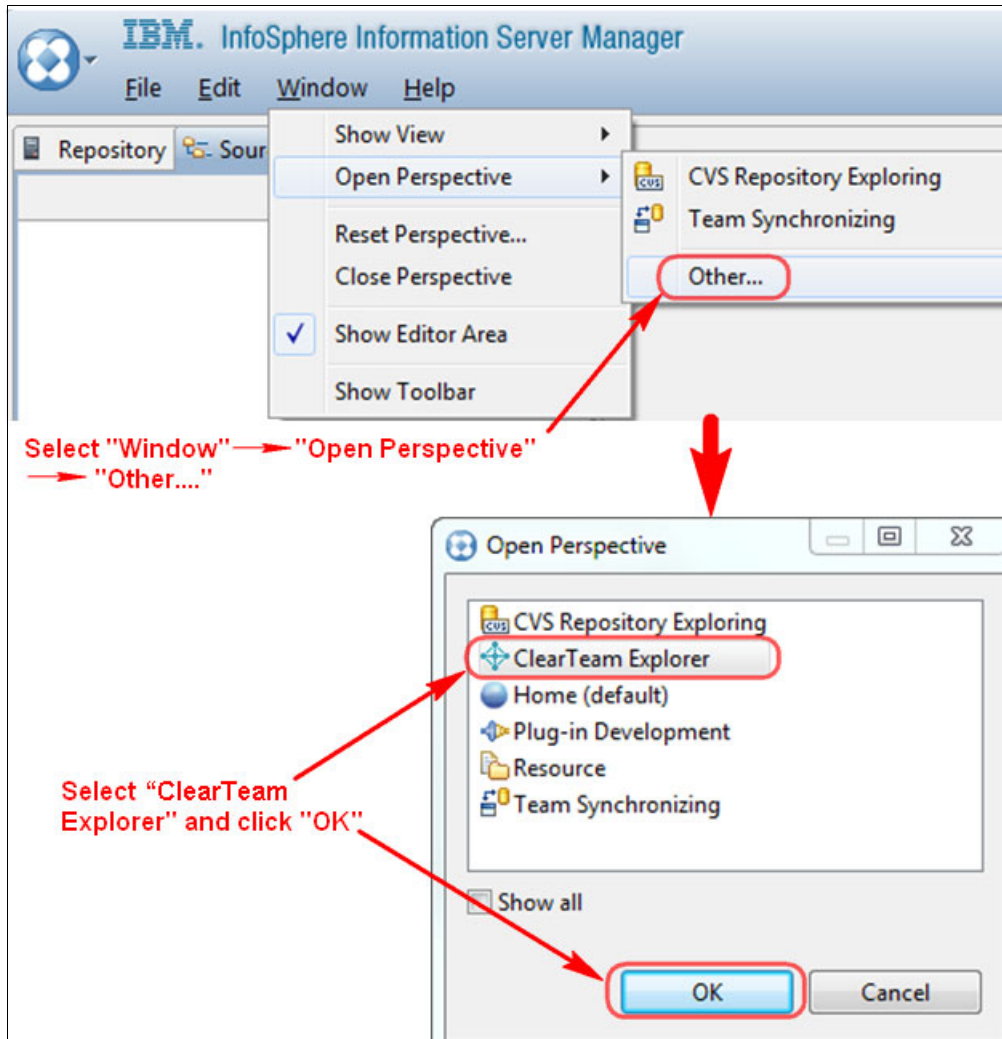 IBM. InfoSphere Information Server Manager
File Edit Window Help
Repository Sour
Show View
Open Perspective
Reset Perspective...
Close Perspective
Show Editor Area
Show Toolbar
CVS CVS Repository Exploring
Team Synchronizing
Other...
Select "Window" → "Open Perspective"
→ "Other...."
Open Perspective
CVS CVS Repository Exploring
ClearTeam Explorer
Home (default)
Plug-in Development
Resource
Team Synchronizing
Select “ClearTeam
Explorer" and click "OK"
Show all
OK Cancel